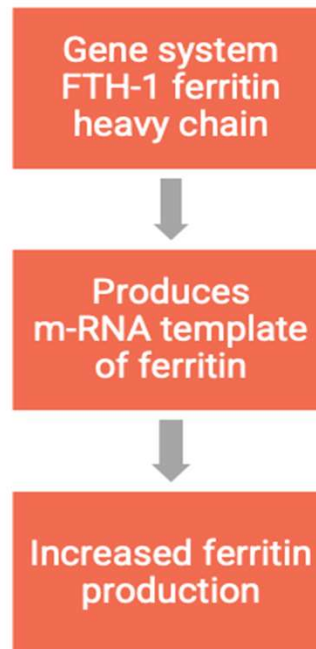 Gene system
FTH-1 ferritin
heavy chain
Produces
m-RNA template
of ferritin
Increased ferritin
production